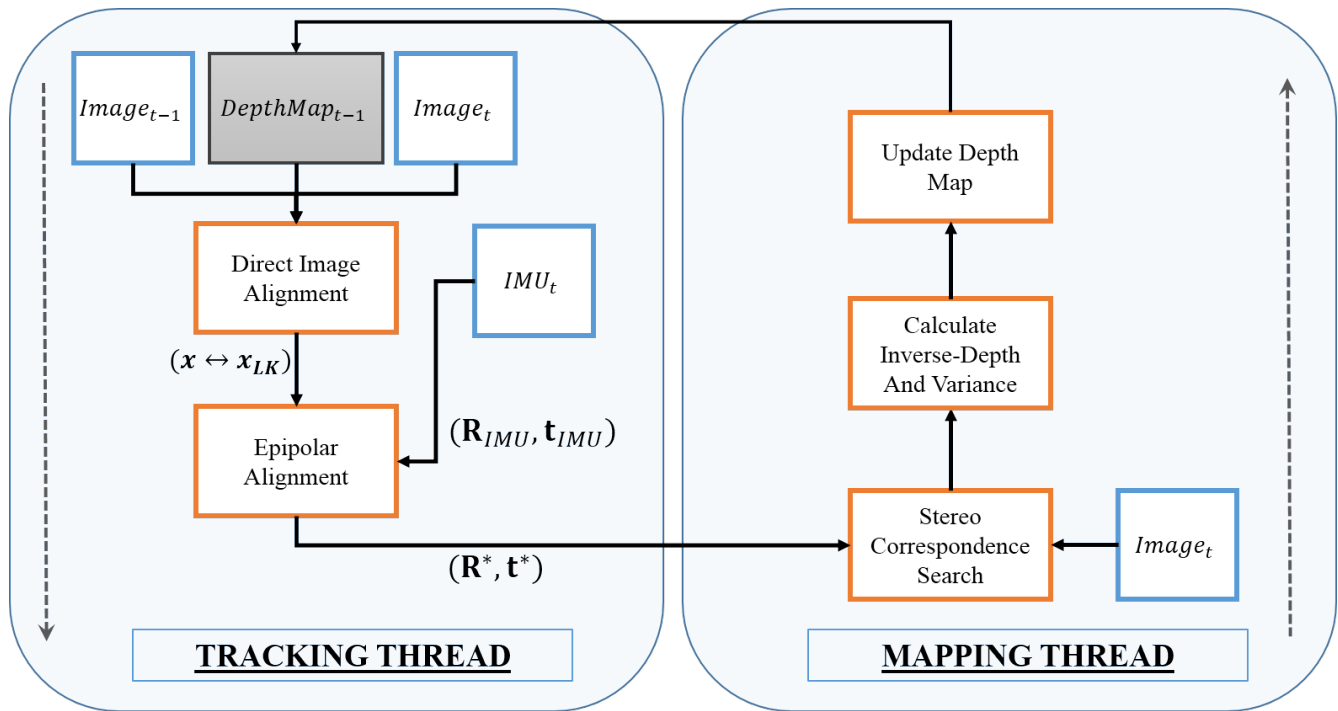 Image_{t−1}
DepthMap_{t−1}
Image_t
Direct Image
Alignment
IMU_t
(x ↔ x_{LK})
Epipolar
Alignment
(R_{IMU}, t_{IMU})
(R*, t*)
TRACKING THREAD
Update Depth
Map
Calculate
Inverse-Depth
And Variance
Stereo
Correspondence
Search
Image_t
MAPPING THREAD